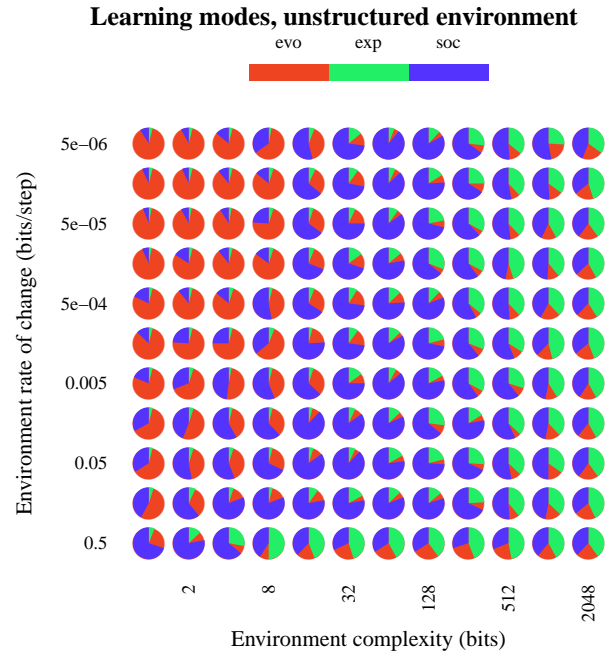 Learning modes, unstructured environment
evo exp soc
5e−06
5e−05
5e−04
0.005
0.05
0.5
Environment rate of change (bits/step)
2 8 32 128 512 2048
Environment complexity (bits)